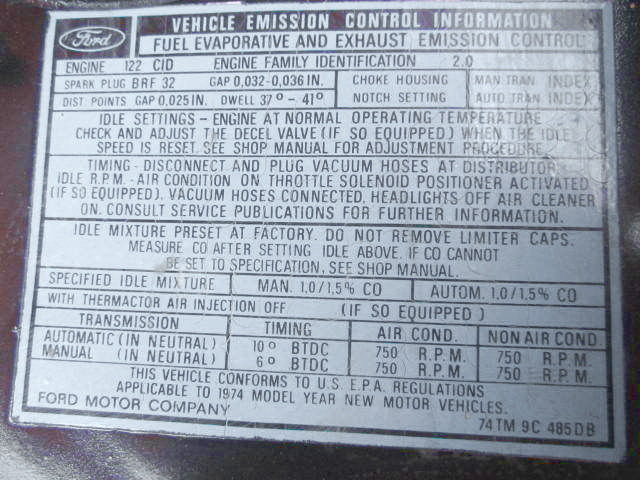 Ford
VEHICLE EMISSION CONTROL INFORMATION
FUEL EVAPORATIVE AND EXHAUST EMISSION CONTROL
ENGINE 122 CID ENGINE FAMILY IDENTIFICATION 2.0
SPARK PLUG BRF 32 GAP 0,032-0,036 IN. CHOKE HOUSING MAN TRAN INDEX
DIST. POINTS GAP 0,025 IN. DWELL 37° - 41° NOTCH SETTING AUTO TRAN INDEX
IDLE SETTINGS - ENGINE AT NORMAL OPERATING TEMPERATURE
CHECK AND ADJUST THE DECEL VALVE (IF SO EQUIPPED) WHEN THE IDLE
SPEED IS RESET. SEE SHOP MANUAL FOR ADJUSTMENT PROCEDURE
TIMING - DISCONNECT AND PLUG VACUUM HOSES AT DISTRIBUTOR
IDLE R.P.M. - AIR CONDITION ON THROTTLE SOLENOID POSITIONER ACTIVATED
(IF SO EQUIPPED). VACUUM HOSES CONNECTED, HEADLIGHTS OFF AIR CLEANER
ON. CONSULT SERVICE PUBLICATIONS FOR FURTHER INFORMATION.
IDLE MIXTURE PRESET AT FACTORY. DO NOT REMOVE LIMITER CAPS.
MEASURE CO AFTER SETTING IDLE ABOVE. IF CO CANNOT
BE SET TO SPECIFICATION, SEE SHOP MANUAL.
SPECIFIED IDLE MIXTURE MAN. 1.0/1.5% CO AUTOM. 1.0/1.5% CO
WITH THERMACTOR AIR INJECTION OFF (IF SO EQUIPPED)
TRANSMISSION TIMING AIR COND. NON AIR COND
AUTOMATIC (IN NEUTRAL) 10° BTDC 750 R.P.M. 750 R.P.M.
MANUAL (IN NEUTRAL) 6° BTDC 750 R.P.M. 750 R.P.M.
THIS VEHICLE CONFORMS TO U.S. E.P.A. REGULATIONS
APPLICABLE TO 1974 MODEL YEAR NEW MOTOR VEHICLES.
FORD MOTOR COMPANY
74TM 9C 485DB